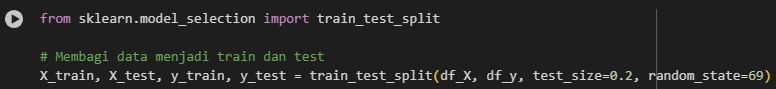 from sklearn.model_selection import train_test_split
# Membagi data menjadi train dan test
X_train, X_test, y_train, y_test = train_test_split(df_X, df_y, test_size=0.2, random_state=69)